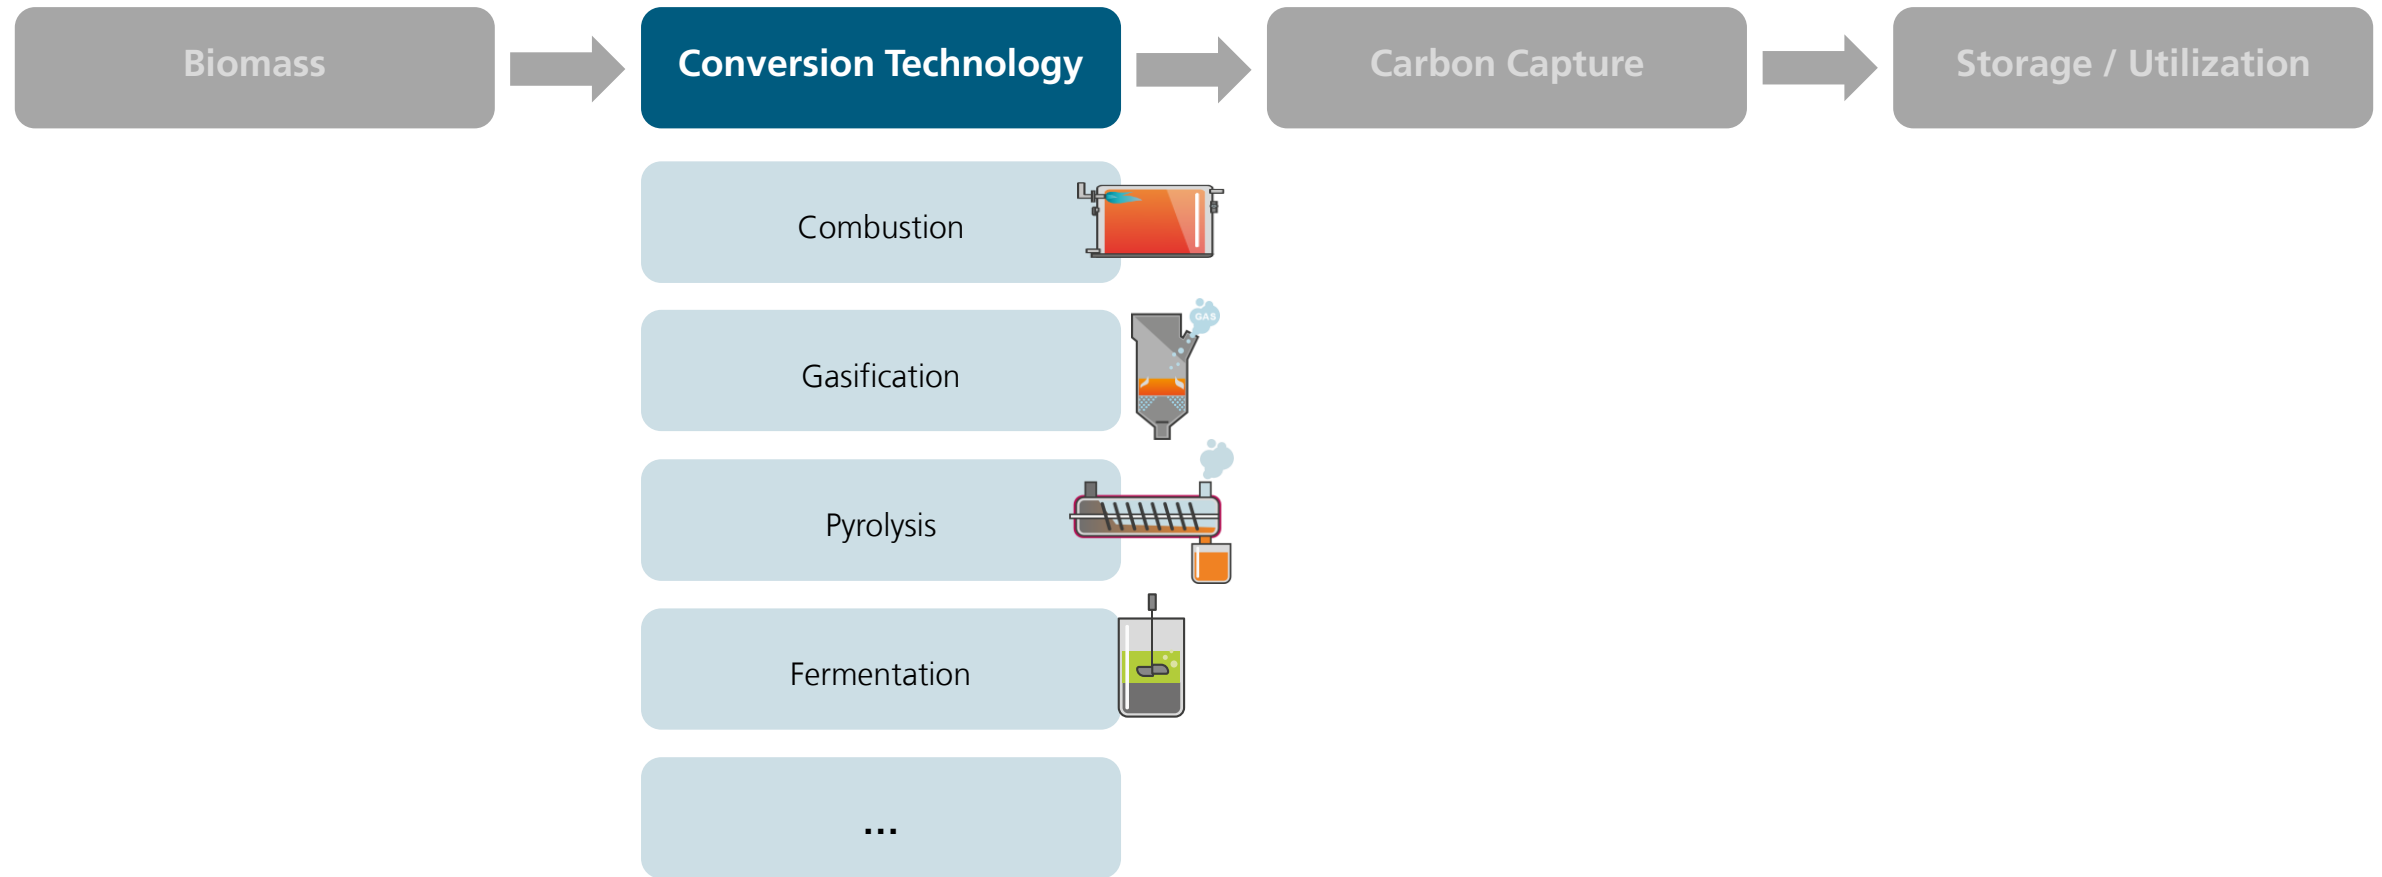 Biomass
Conversion Technology
Carbon Capture
Storage / Utilization
Combustion
GAS
Gasification
Pyrolysis
Fermentation
...